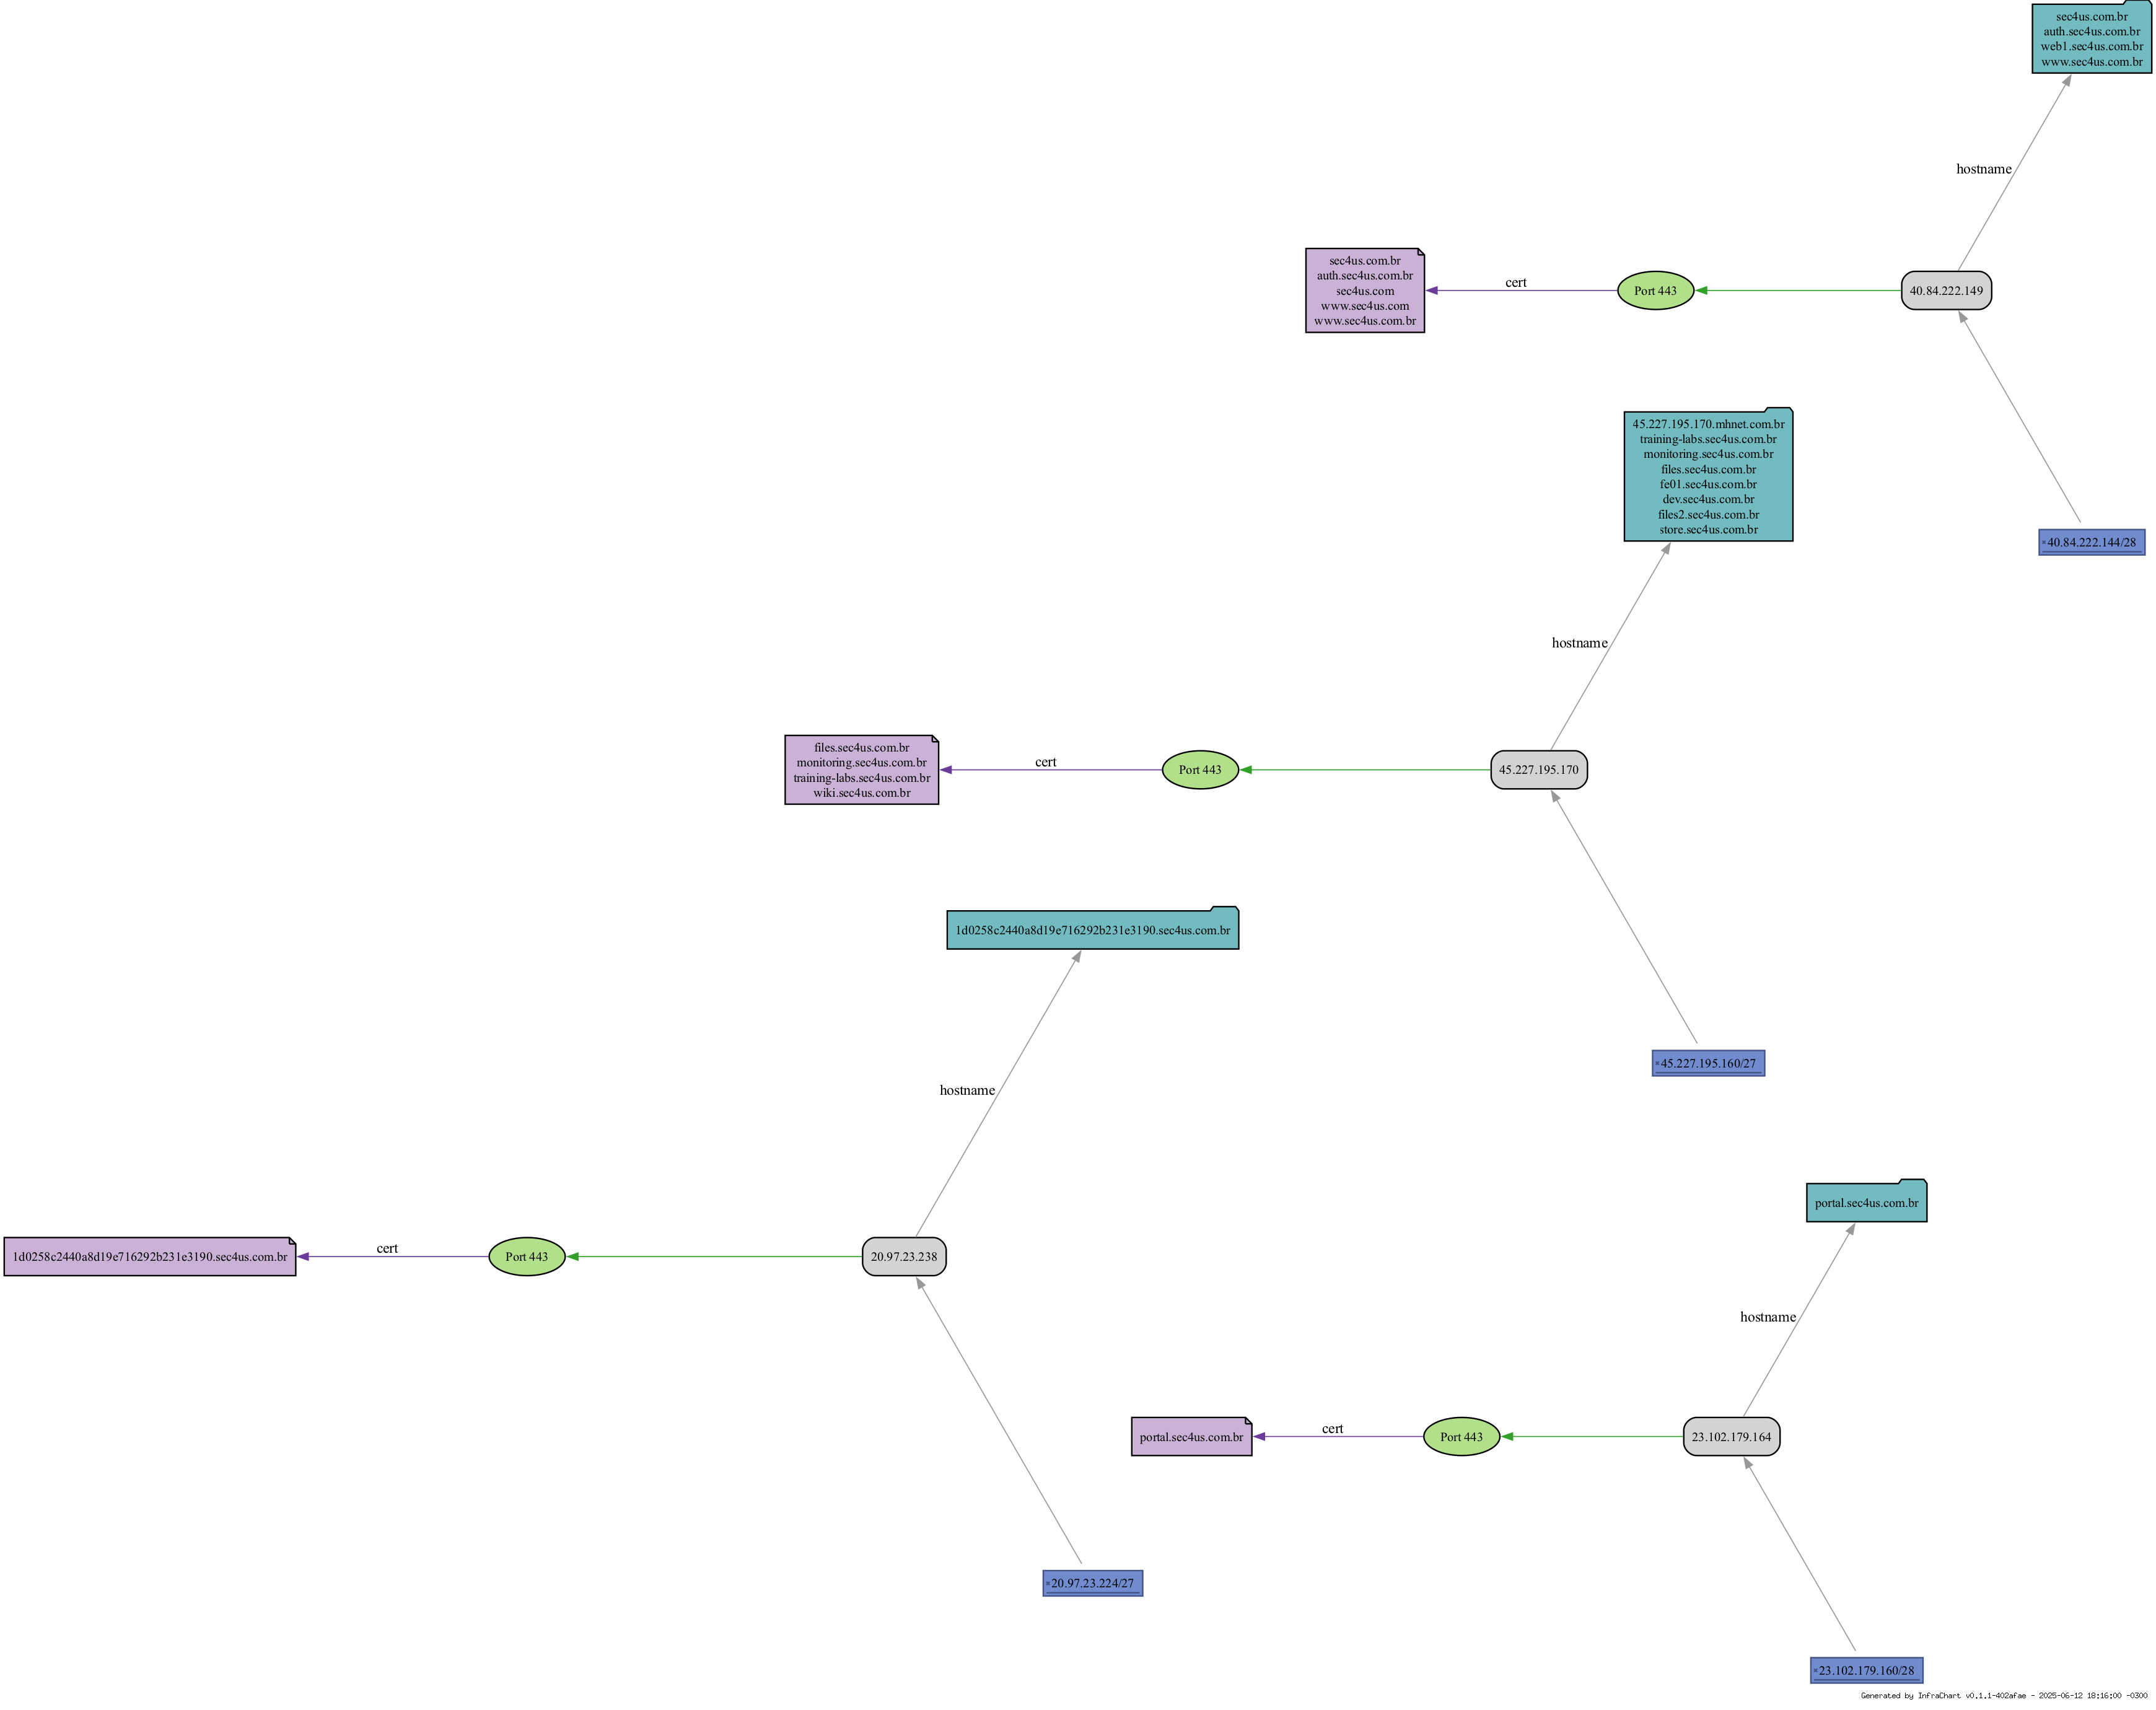 sec4us.com.br
auth.sec4us.com.br
web1.sec4us.com.br
www.sec4us.com.br
hostname
sec4us.com.br
auth.sec4us.com.br
sec4us.com
www.sec4us.com
www.sec4us.com.br
cert
Port 443
40.84.222.149
40.84.222.144/28
45.227.195.170.mhnet.com.br
training-labs.sec4us.com.br
monitoring.sec4us.com.br
files.sec4us.com.br
fe01.sec4us.com.br
dev.sec4us.com.br
files2.sec4us.com.br
store.sec4us.com.br
hostname
files.sec4us.com.br
monitoring.sec4us.com.br
training-labs.sec4us.com.br
wiki.sec4us.com.br
cert
Port 443
45.227.195.170
45.227.195.160/27
1d0258c2440a8d19e716292b231e3190.sec4us.com.br
hostname
1d0258c2440a8d19e716292b231e3190.sec4us.com.br
cert
Port 443
20.97.23.238
20.97.23.224/27
portal.sec4us.com.br
hostname
portal.sec4us.com.br
cert
Port 443
23.102.179.164
23.102.179.160/28
Generated by InfraChart v0.1.1-402afae - 2025-06-12 18:16:00 -0300